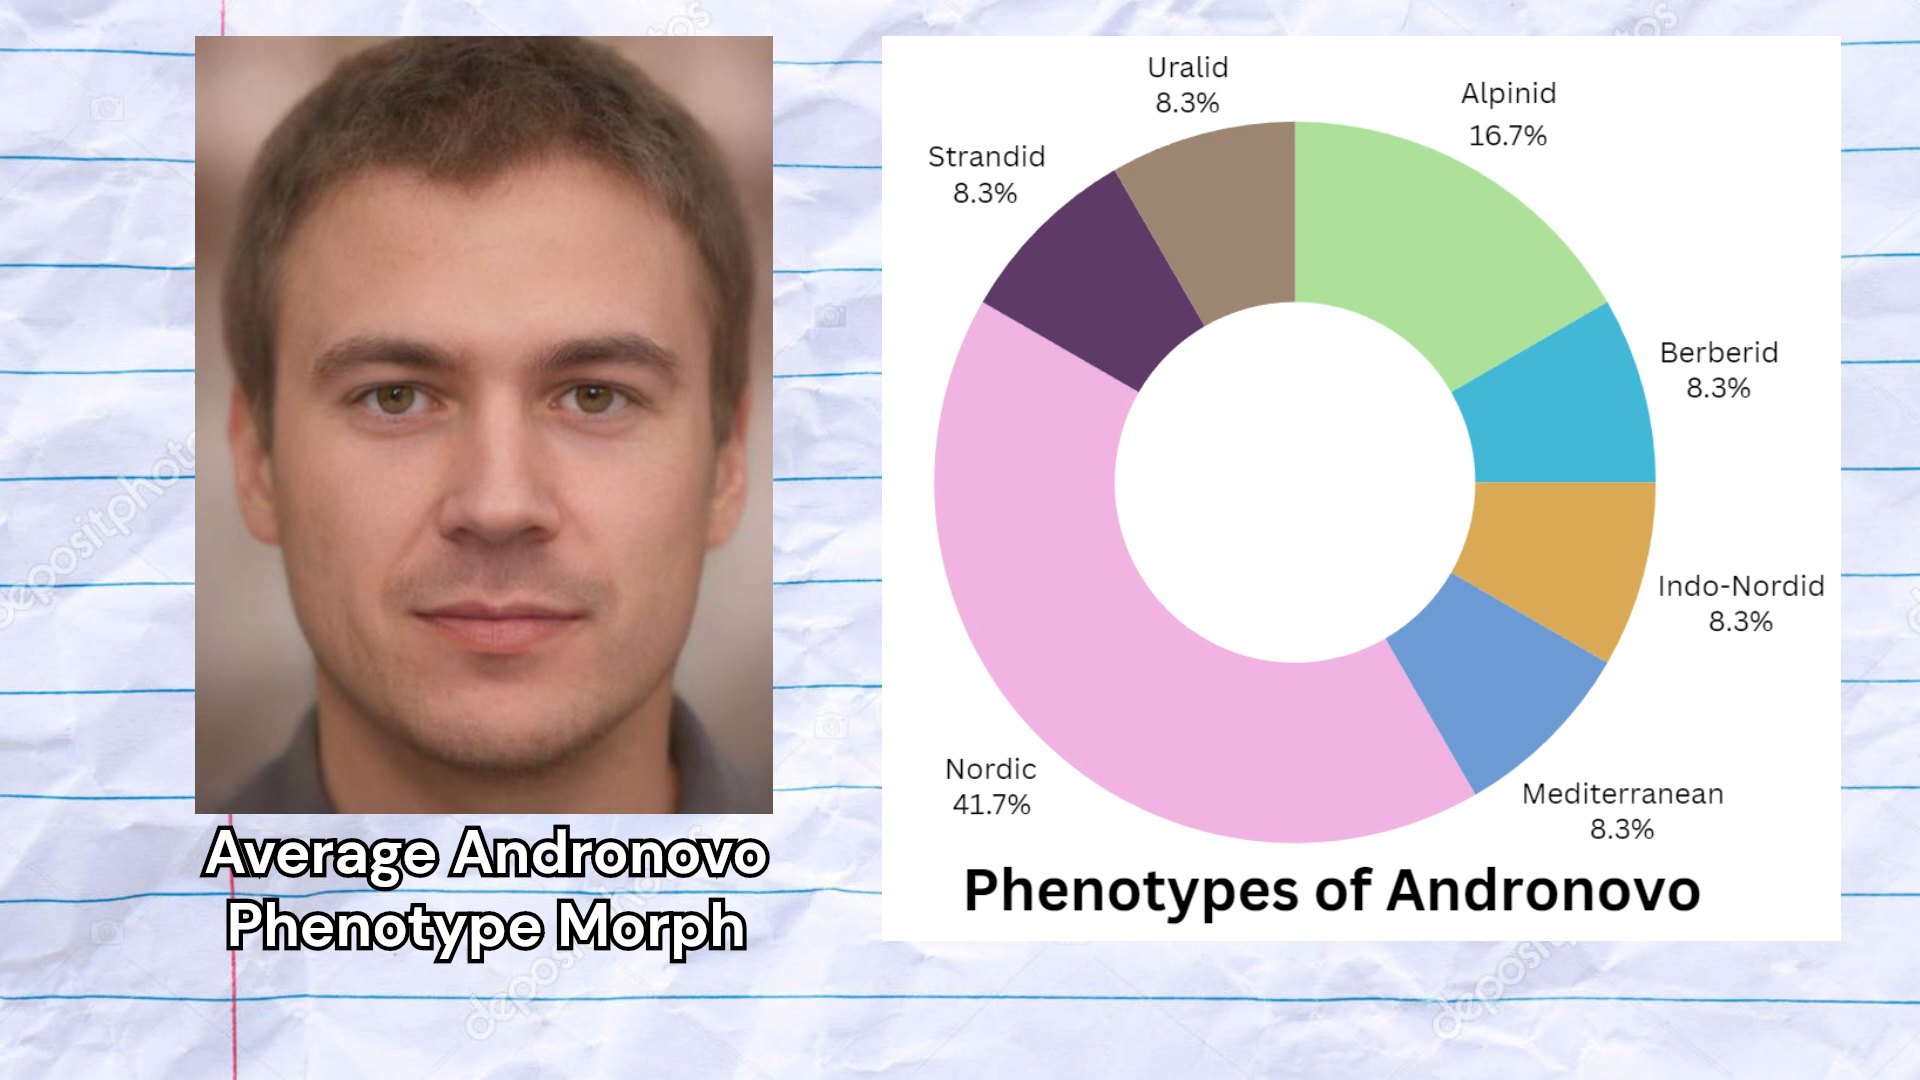 Uralid
8.3%
Alpinid
16.7%
Strandid
8.3%
Berberid
8.3%
Indo-Nordid
8.3%
Nordic
41.7%
Mediterranean
8.3%
Phenotypes of Andronovo
Average Andronovo
Phenotype Morph
depositphotos